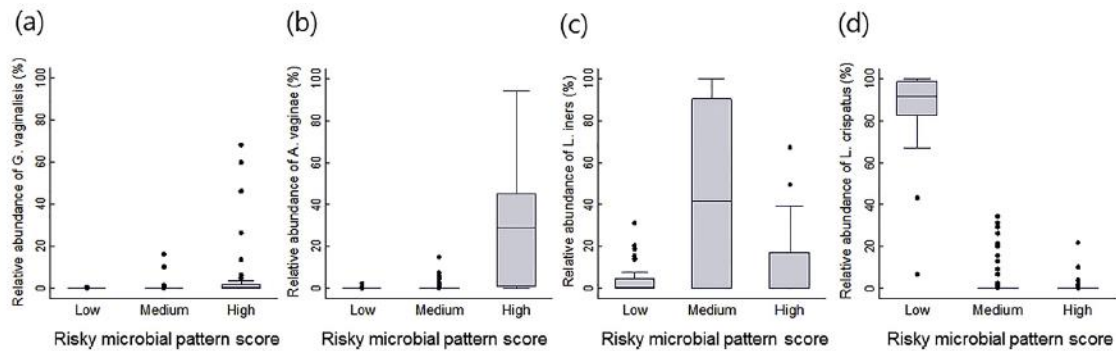 (a)
Relative abundance of G. vaginalisis (%)
100
80
60
40
20
0
Low Medium High
Risky microbial pattern score
(b)
Relative abundance of A. vaginae (%)
100
80
60
40
20
0
Low Medium High
Risky microbial pattern score
(c)
Relative abundance of L. iners (%)
100
80
60
40
20
0
Low Medium High
Risky microbial pattern score
(d)
Relative abundance of L. crispatus (%)
100
80
60
40
20
0
Low Medium High
Risky microbial pattern score